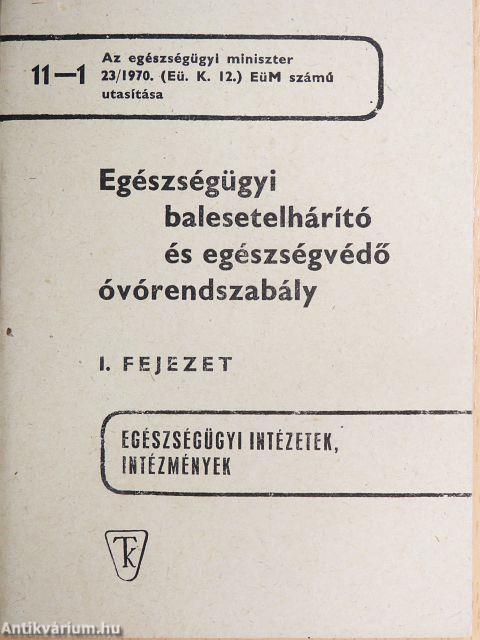 11—1
Az egészségügyi miniszter
23/1970. (Eü. K. 12.) EüM számú
utasítása
Egészségügyi
balesetelhárító
és egészségvédő
óvórendszabály
I. FEJEZET
EGÉSZSÉGÜGYI INTÉZETEK,
INTÉZMÉNYEK
TK
Antikvárium.hu